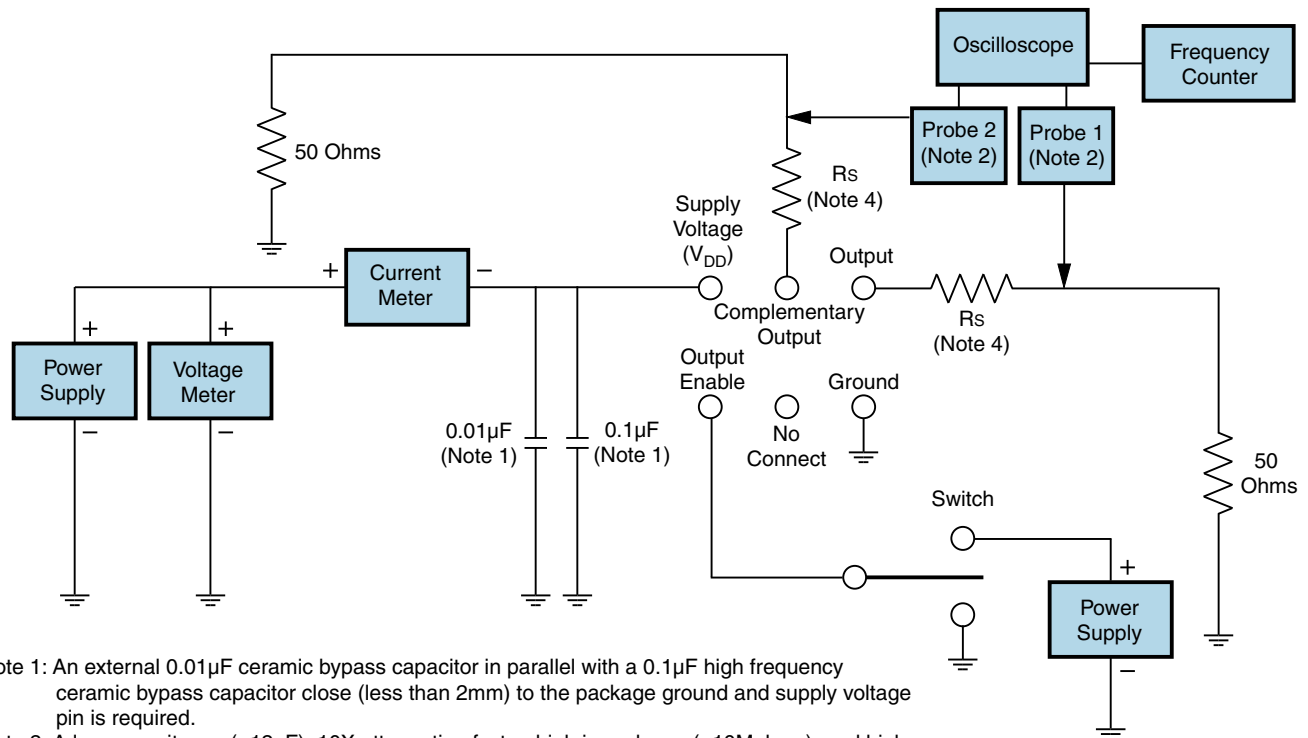 Oscilloscope
Frequency
Counter
Probe 2
(Note 2)
Probe 1
(Note 2)
50 Ohms
Rs
(Note 4)
Supply
Voltage
(VDD)
Output
+
Current
Meter
−
Complementary
Output
Rs
(Note 4)
+
Power
Supply
−
+
Voltage
Meter
−
0.01µF
(Note 1)
0.1µF
(Note 1)
Output
Enable
No
Connect
Ground
50
Ohms
Switch
+
Power
Supply
−
ote 1: An external 0.01µF ceramic bypass capacitor in parallel with a 0.1µF high frequency
ceramic bypass capacitor close (less than 2mm) to the package ground and supply voltage
pin is required.